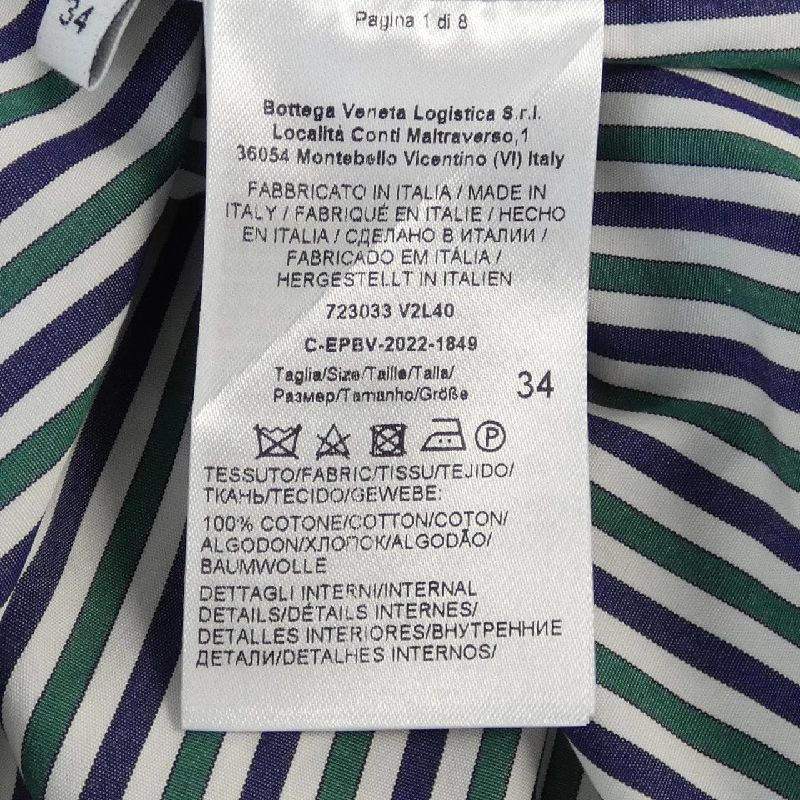 34
Pagina 1 di 8
Bottega Veneta Logistica S.r.l.
Località Conti Maltraverso,1
36054 Montebello Vicentino (VI) Italy
FABBRICATO IN ITALIA / MADE IN
ITALY / FABRIQUÉ EN ITALIE / HECHO
EN ITALIA / СДЕЛАНО В ИТАЛИИ /
FABRICADO EM ITÁLIA /
HERGESTELLT IN ITALIEN
723033 V2L40
C-EPBV-2022-1849
Taglia/Size/Taille/Talla/
Размер/Tamanho/Größe
34
P
TESSUTO/FABRIC/TISSU/TEJIDO/
ТКАНЬ/TECIDO/GEWEBE:
100% COTONE/COTTON/COTON/
ALGODON/ХЛОПОК/ALGODÃO/
BAUMWOLLE
DETTAGLI INTERNI/INTERNAL
DETAILS/DÉTAILS INTERNES/
DETALLES INTERIORES/ВНУТРЕННИЕ
ДЕТАЛИ/DETALHES INTERNOS/